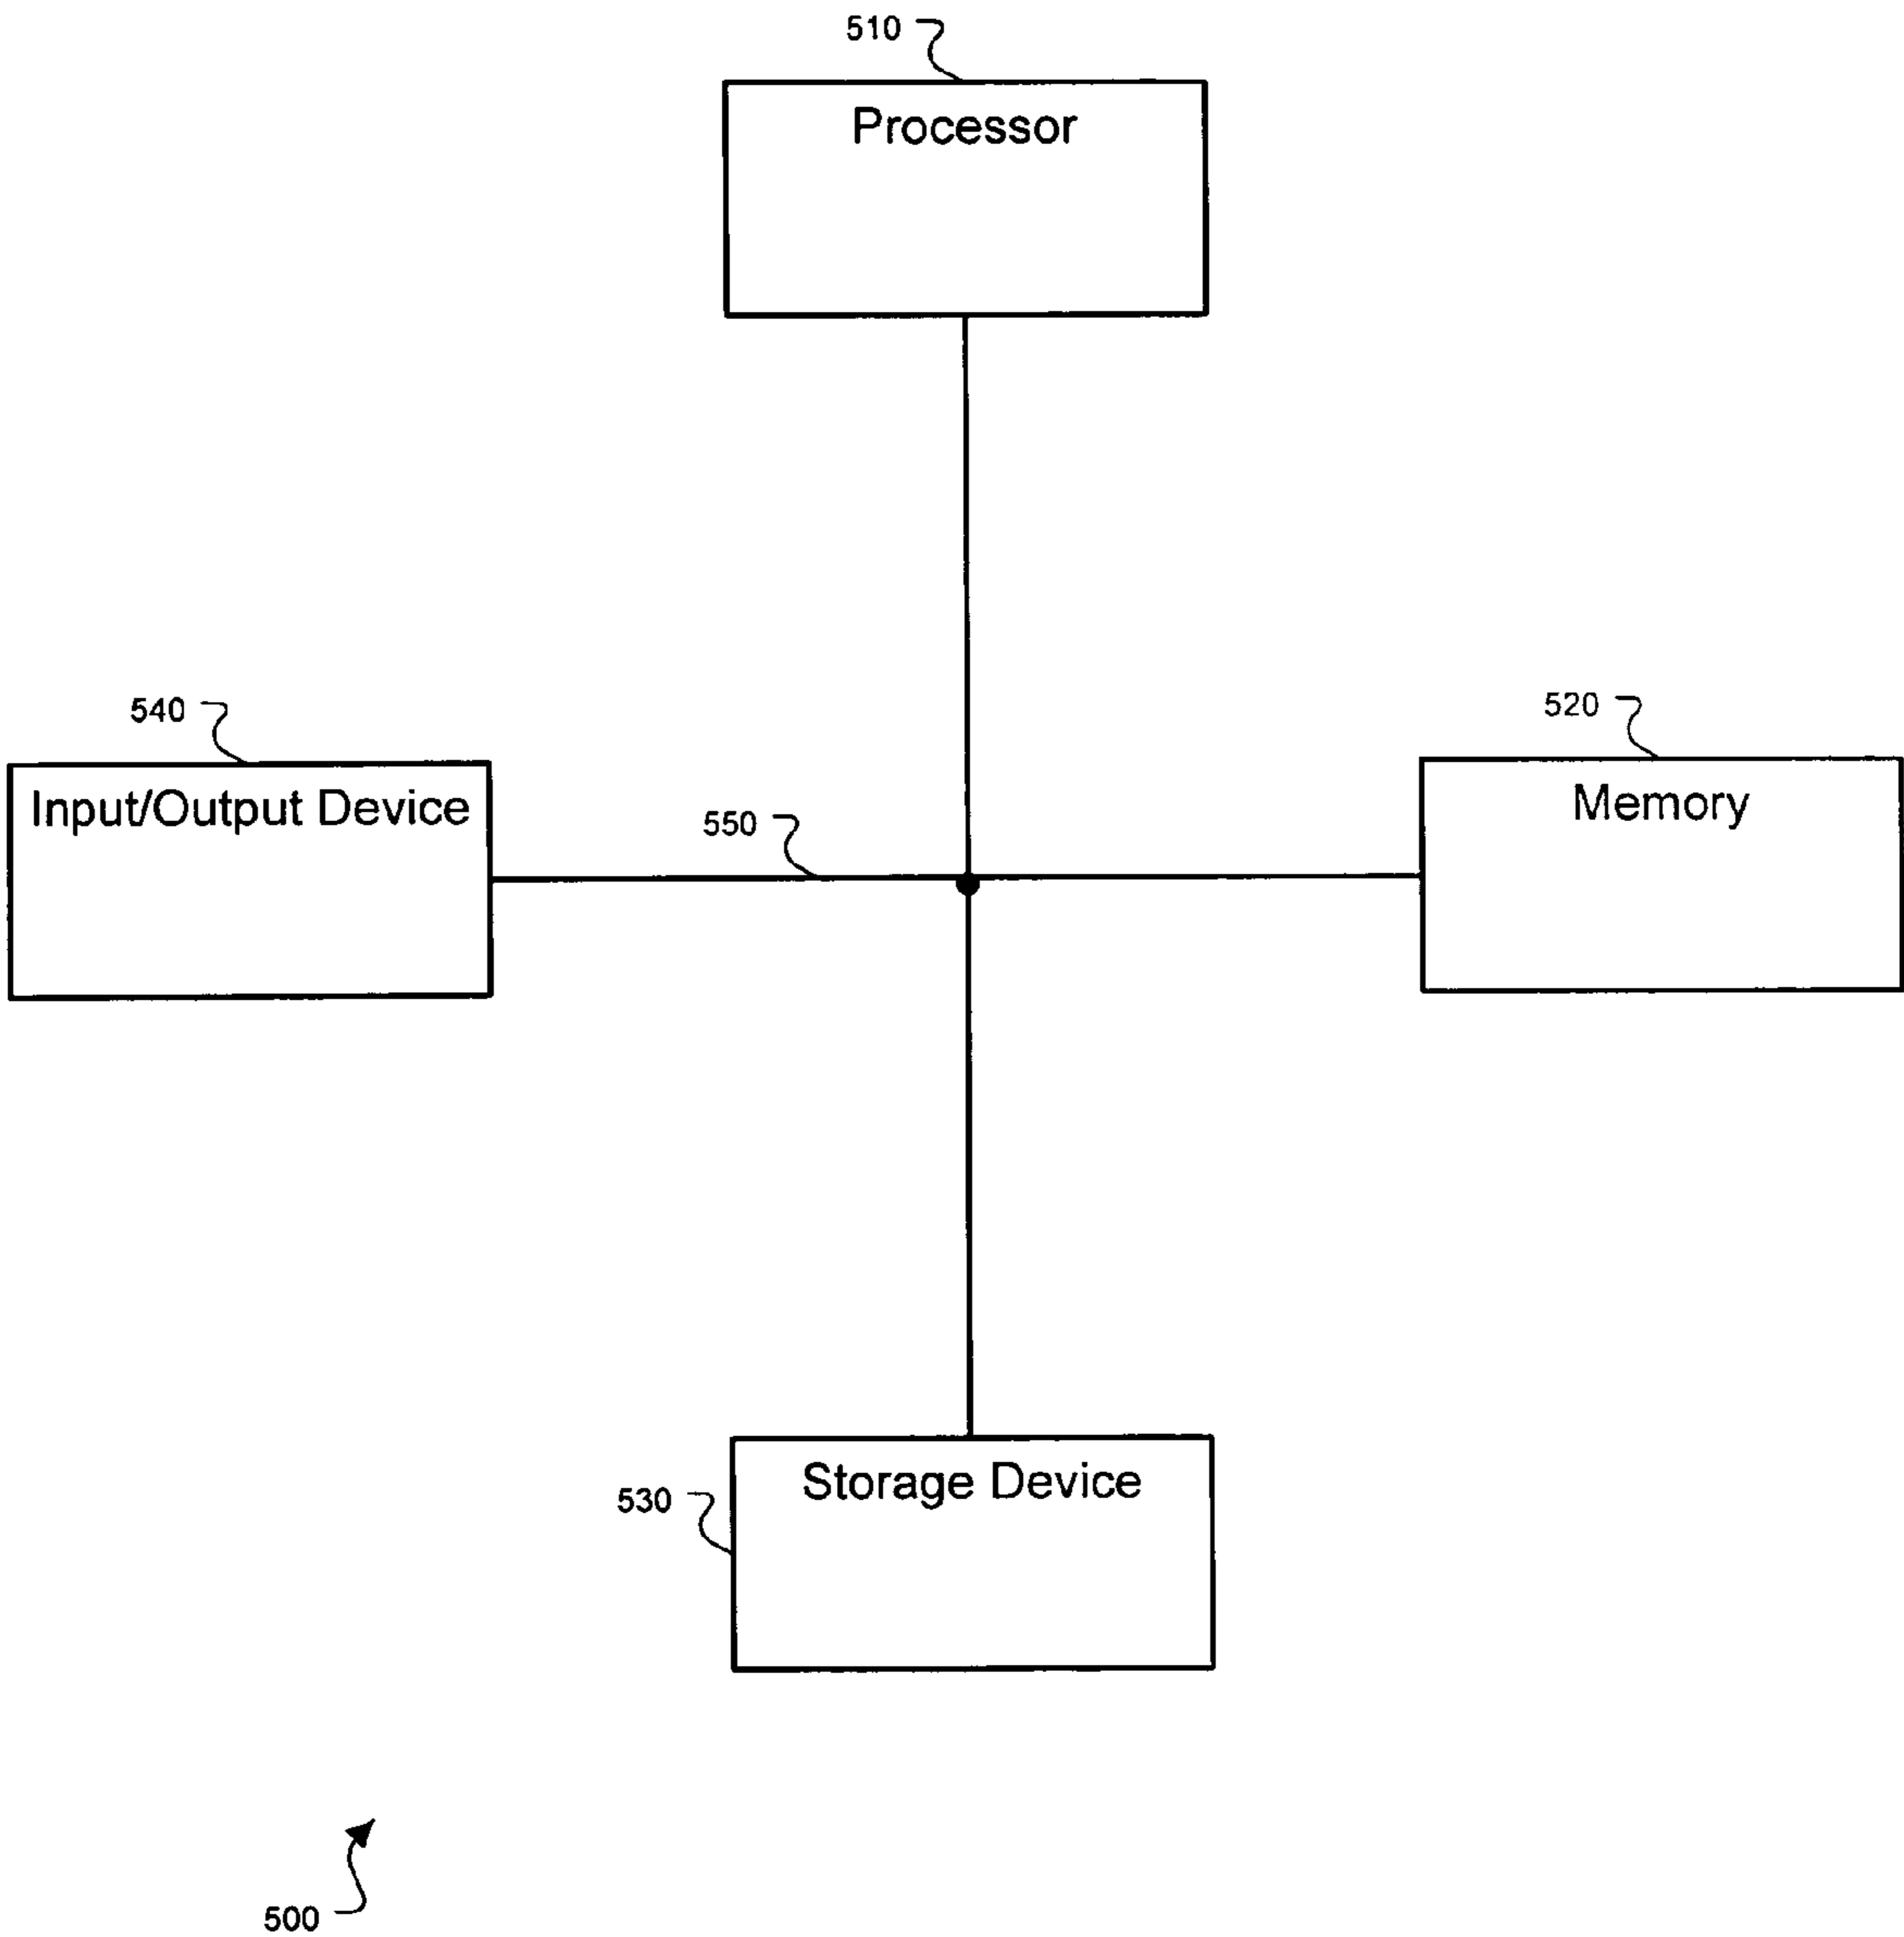 510
Processor
540
520
Input/Output Device
550
Memory
530
Storage Device
500